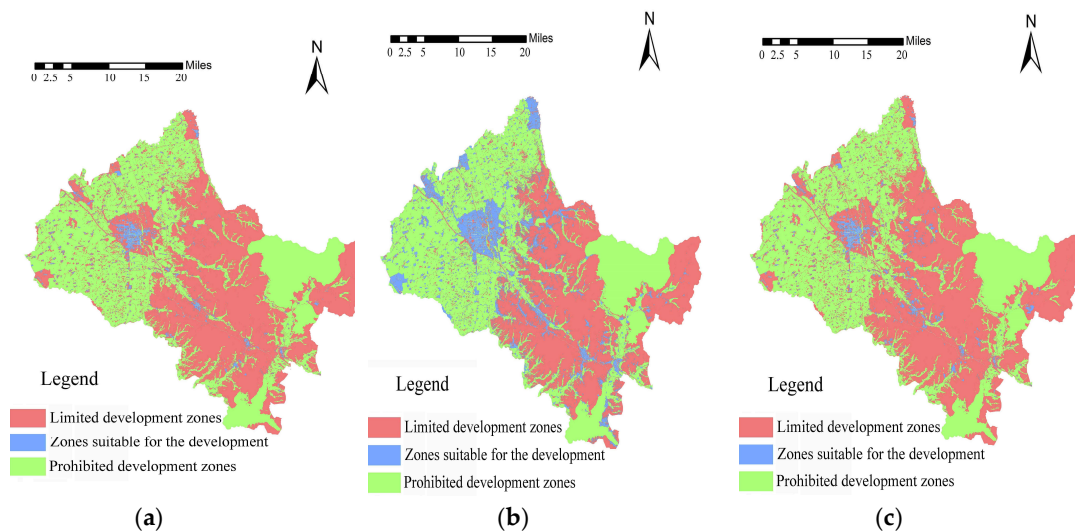 N
Miles
0 2.5 5 10 15 20
Legend
Limited development zones
Zones suitable for the development
Prohibited development zones
(a)
N
Miles
0 2.5 5 10 15 20
Legend
Limited development zones
Zones suitable for the development
Prohibited development zones
(b)
N
Miles
0 2.5 5 10 15 20
Legend
Limited development zones
Zones suitable for the development
Prohibited development zones
(c)